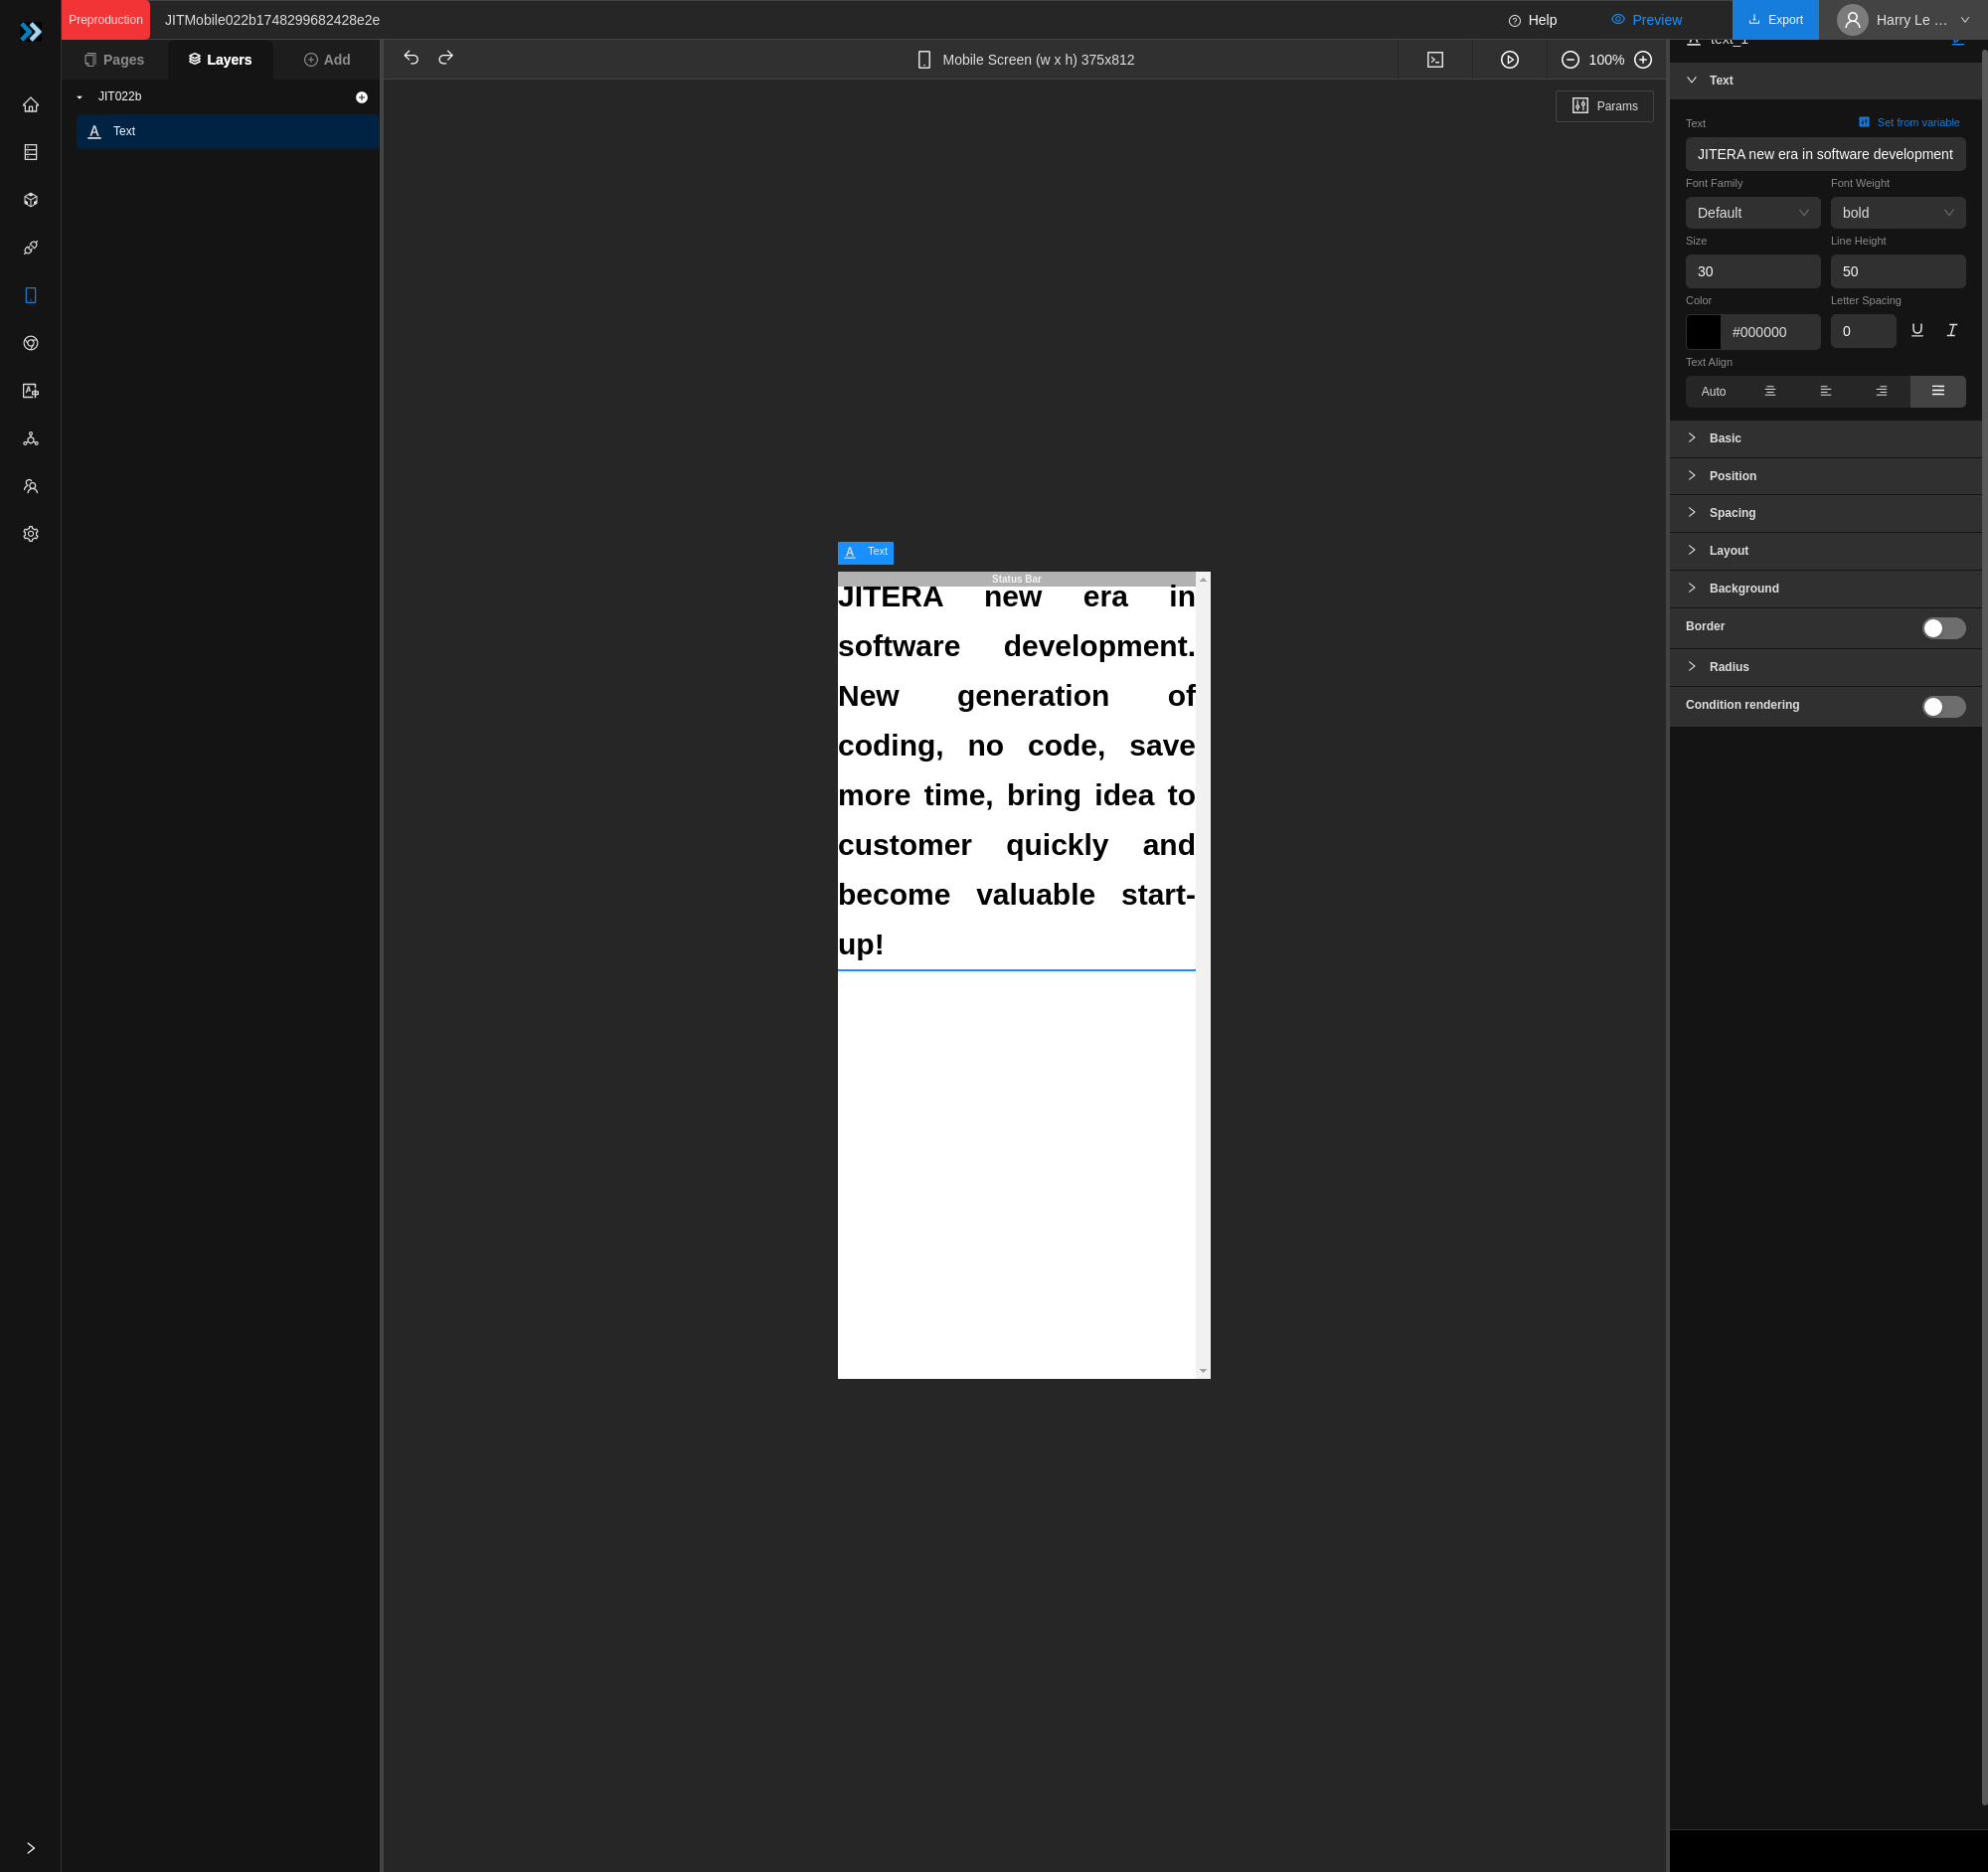 Preproduction
JITMobile022b1748299682428e2e
Help
Preview
Export
Harry Le ...
Pages
Layers
Add
Mobile Screen (w x h) 375x812
100%
text_1
JIT022b
Text
Params
Text
Status Bar
JITERA new era in
software development.
New generation of
coding, no code, save
more time, bring idea to
customer quickly and
become valuable start-
up!
Text
Text
Set from variable
JITERA new era in software development
Font Family
Font Weight
Default
bold
Size
Line Height
30
50
Color
Letter Spacing
#000000
0
Text Align
Auto
Basic
Position
Spacing
Layout
Background
Border
Radius
Condition rendering